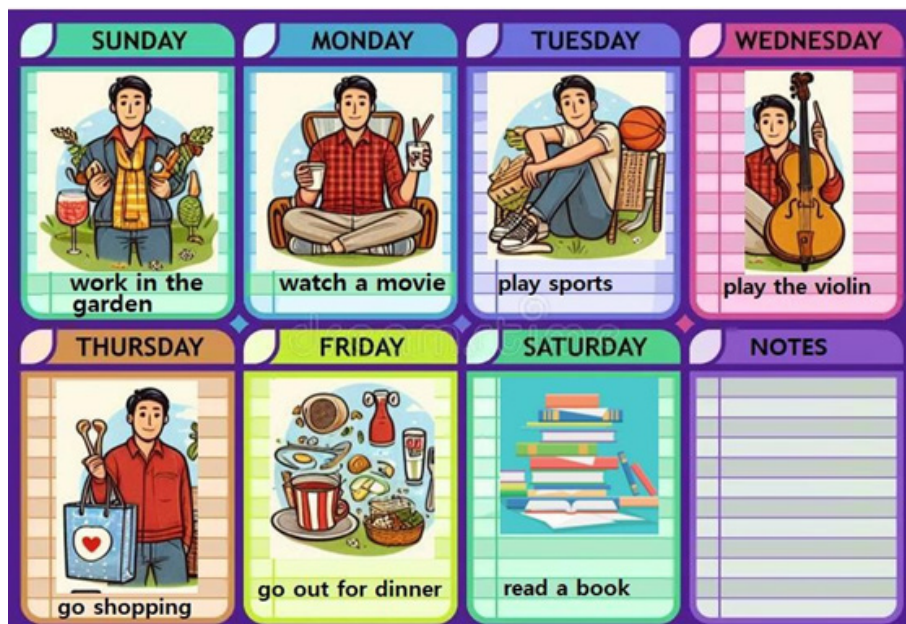 SUNDAY
MONDAY
TUESDAY
WEDNESDAY
work in the
garden
watch a movie
play sports
play the violin
THURSDAY
FRIDAY
SATURDAY
NOTES
go shopping
go out for dinner
read a book
dreamstime